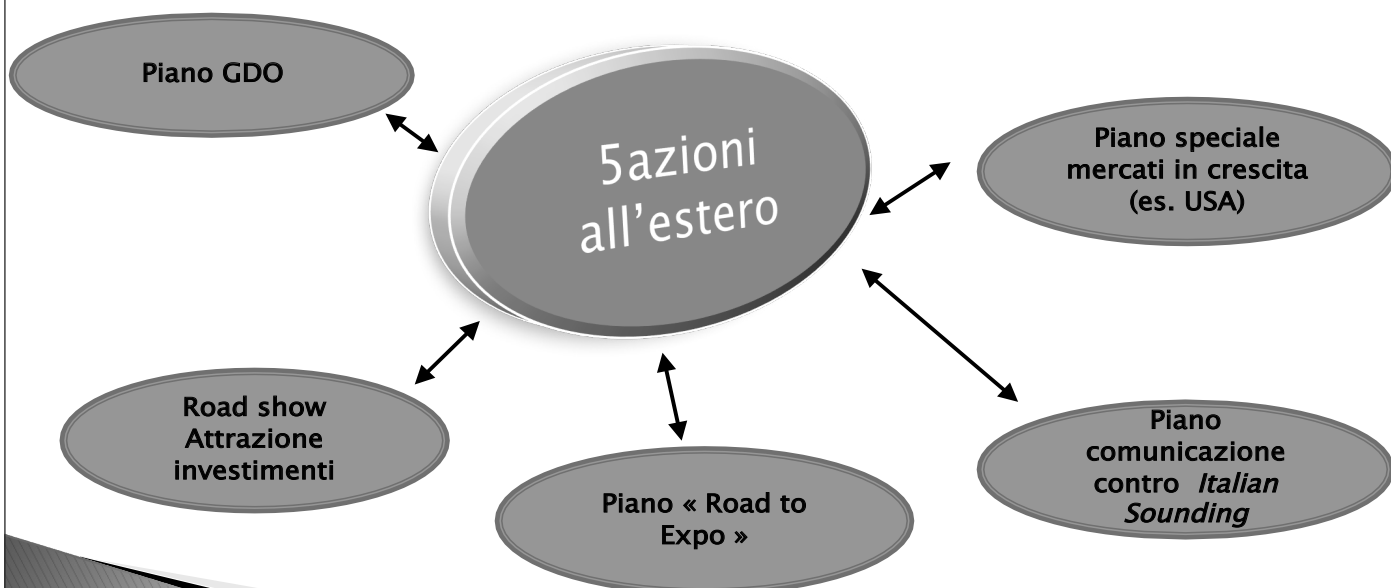 Piano GDO
5azioni
all'estero
Piano speciale
mercati in crescita
(es. USA)
Road show
Attrazione
investimenti
Piano « Road to
Expo »
Piano
comunicazione
contro Italian
Sounding